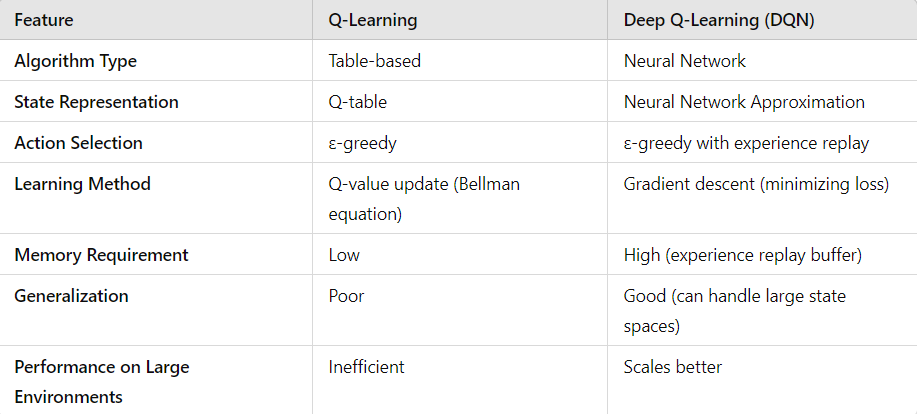 Feature Q-Learning Deep Q-Learning (DQN)
Algorithm Type Table-based Neural Network
State Representation Q-table Neural Network Approximation
Action Selection ε-greedy ε-greedy with experience replay
Learning Method Q-value update (Bellman Gradient descent (minimizing loss)
equation)
Memory Requirement Low High (experience replay buffer)
Generalization Poor Good (can handle large state
spaces)
Performance on Large Inefficient Scales better
Environments